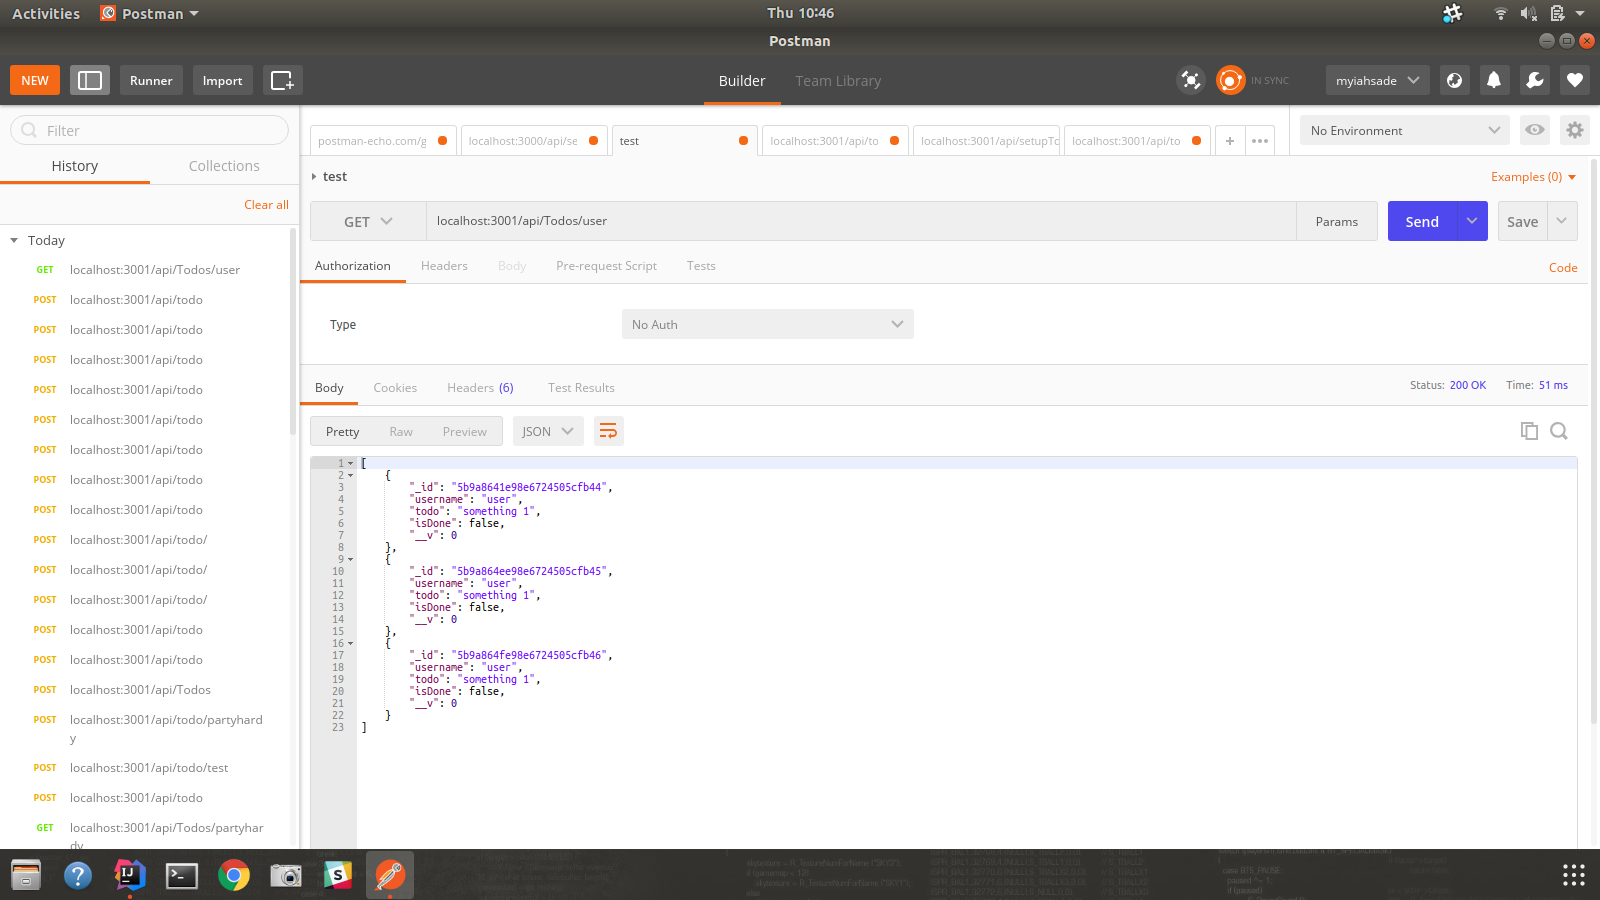 Activities Postman Thu 10:46
Postman
NEW Runner Import Builder Team Library IN SYNC myiahsade
Filter
History Collections
Clear all
Today
GET localhost:3001/api/Todos/user
POST localhost:3001/api/todo
POST localhost:3001/api/todo
POST localhost:3001/api/todo
POST localhost:3001/api/todo
POST localhost:3001/api/todo
POST localhost:3001/api/todo
POST localhost:3001/api/todo
POST localhost:3001/api/todo
POST localhost:3001/api/todo/
POST localhost:3001/api/todo/
POST localhost:3001/api/todo/
POST localhost:3001/api/todo
POST localhost:3001/api/todo
POST localhost:3001/api/Todos
POST localhost:3001/api/todo/partyhard
y
POST localhost:3001/api/todo/test
POST localhost:3001/api/todo
GET localhost:3001/api/Todos/partyhar
dy
postman-echo.com/g localhost:3000/api/se test localhost:3001/api/to localhost:3001/api/setupTo localhost:3001/api/to + ••• No Environment
test Examples (0)
GET localhost:3001/api/Todos/user Params Send Save
Authorization Headers Body Pre-request Script Tests Code
Type No Auth
Body Cookies Headers (6) Test Results Status: 200 OK Time: 51 ms
Pretty Raw Preview JSON
1 [
2 {
3 "_id": "5b9a8641e98e6724505cfb44",
4 "username": "user",
5 "todo": "something 1",
6 "isDone": false,
7 "__v": 0
8 },
9 {
10 "_id": "5b9a864ee98e6724505cfb45",
11 "username": "user",
12 "todo": "something 1",
13 "isDone": false,
14 "__v": 0
15 },
16 {
17 "_id": "5b9a864fe98e6724505cfb46",
18 "username": "user",
19 "todo": "something 1",
20 "isDone": false,
21 "__v": 0
22 }
23 ]
IJ
S